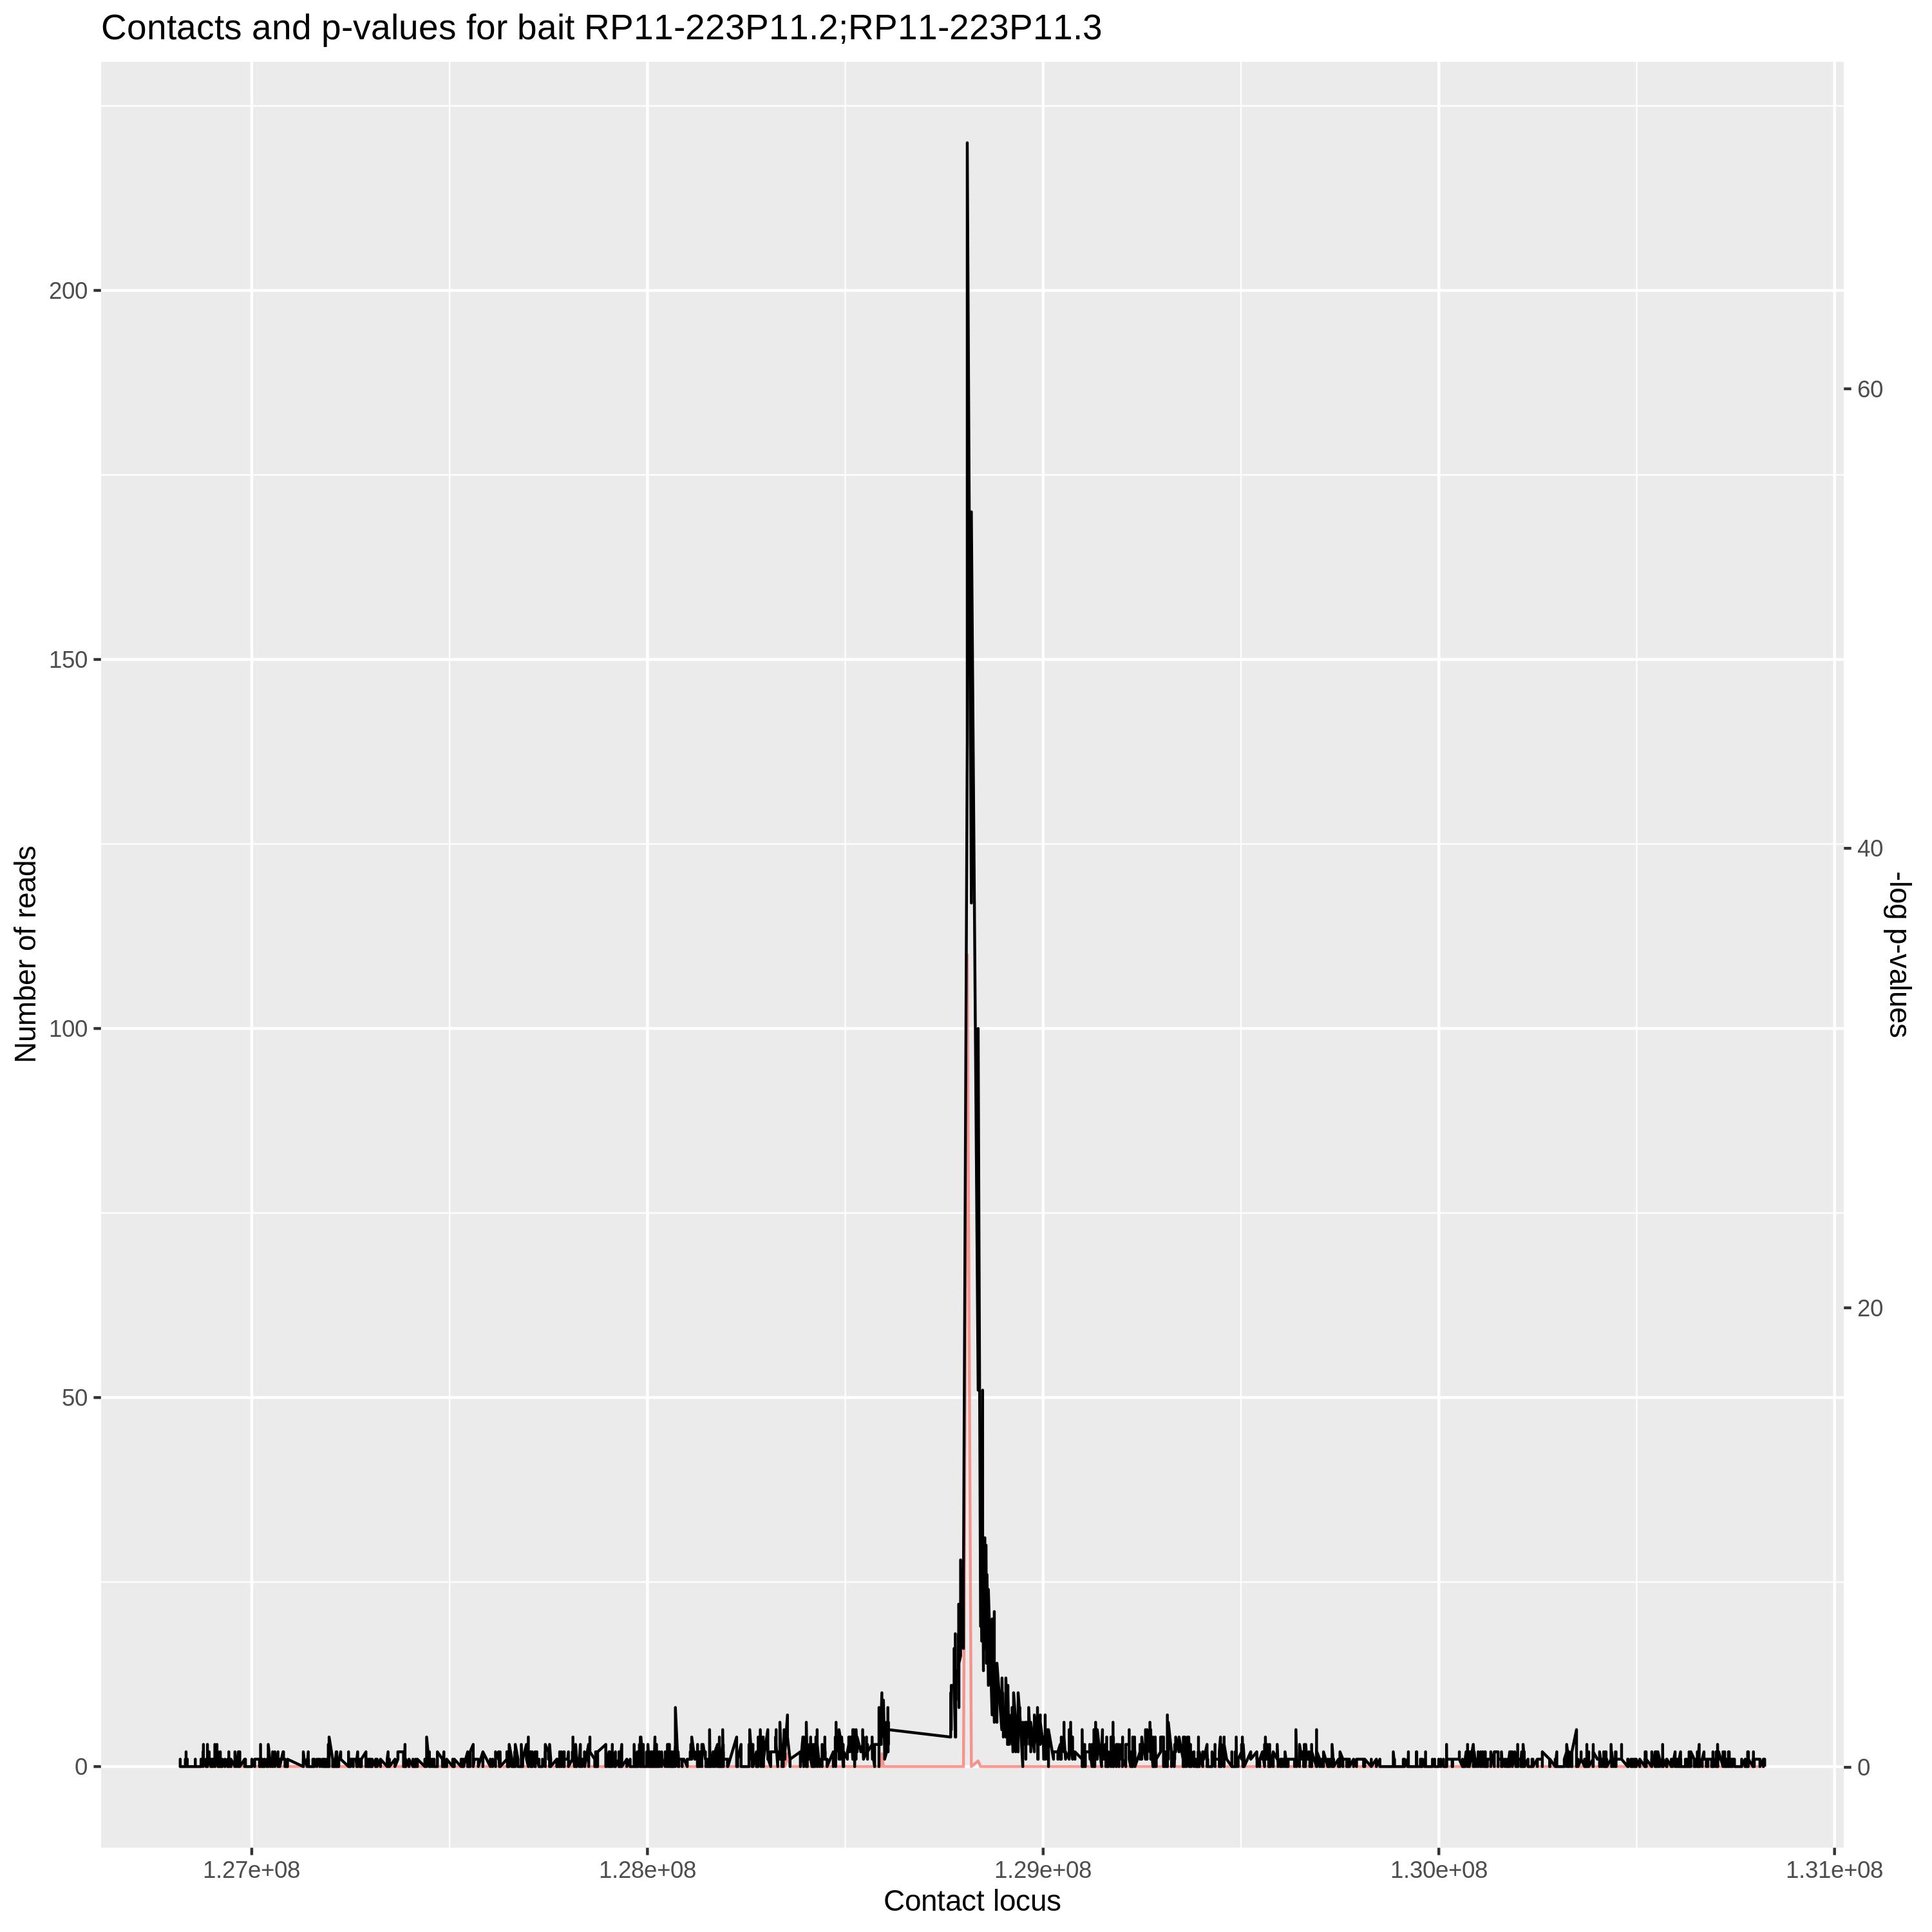 Contacts and p-values for bait RP11-223P11.2;RP11-223P11.3
200
150
100
50
0
Number of reads
60
40
20
0
-log p-values
1.27e+08
1.28e+08
1.29e+08
1.30e+08
1.31e+08
Contact locus